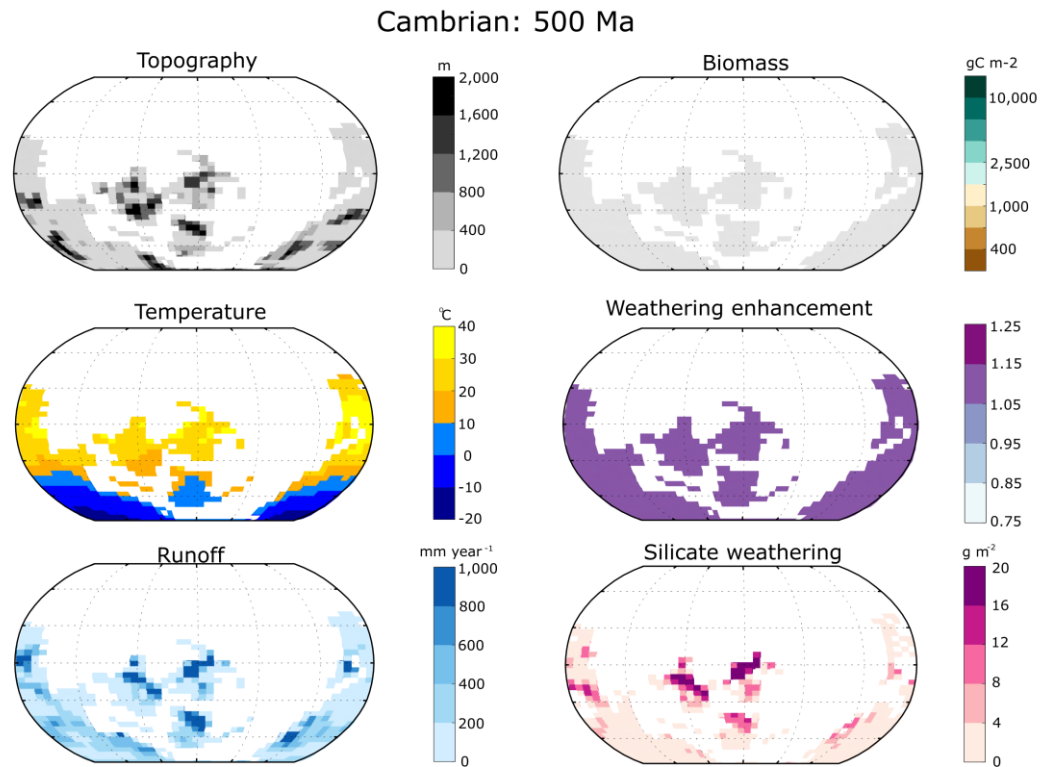 Cambrian: 500 Ma
Topography
m
2,000
1,600
1,200
800
400
0
Biomass
gC m-2
10,000
2,500
1,000
400
Temperature
°C
40
30
20
10
0
-10
-20
Weathering enhancement
1.25
1.15
1.05
0.95
0.85
0.75
Runoff
mm year⁻¹
1,000
800
600
400
200
0
Silicate weathering
g m⁻²
20
16
12
8
4
0